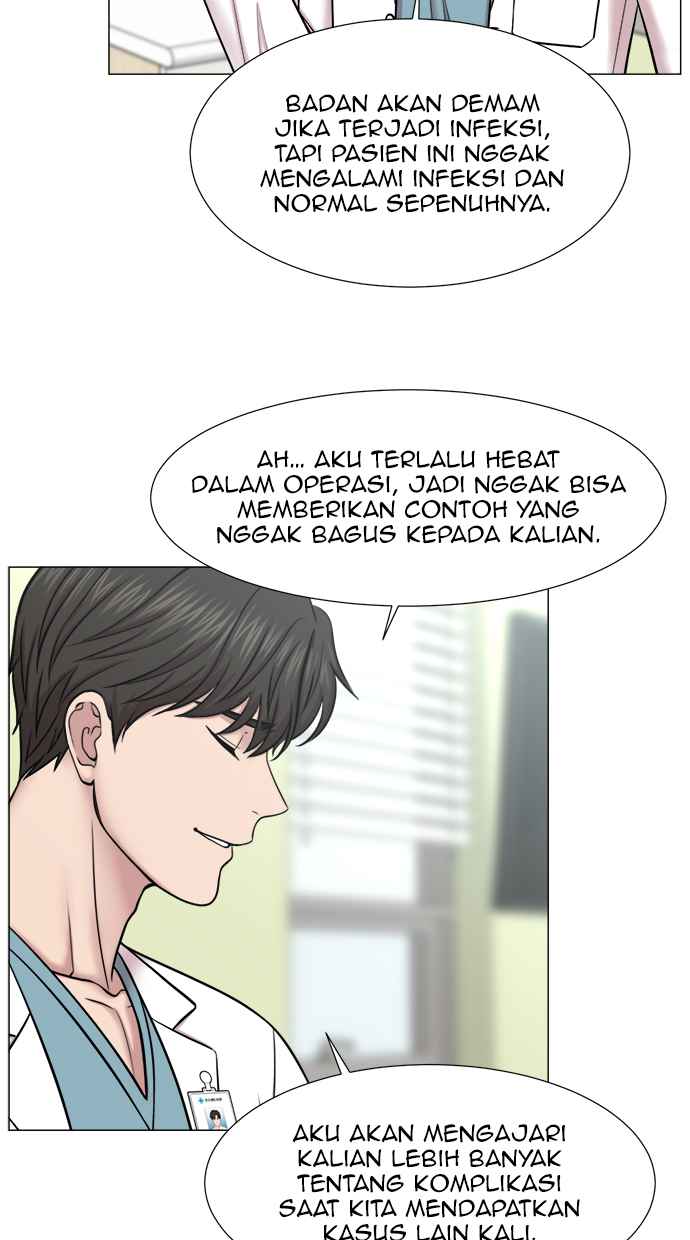 BADAN AKAN DEMAM
JIKA TERJADI INFEKSI,
TAPI PASIEN INI NGGAK
MENGALAMI INFEKSI DAN
NORMAL SEPENUHNYA.
AH... AKU TERLALU HEBAT
DALAM OPERASI, JADI NGGAK BISA
MEMBERIKAN CONTOH YANG
NGGAK BAGUS KEPADA KALIAN.
AKU AKAN MENGAJARI
KALIAN LEBIH BANYAK
TENTANG KOMPLIKASI
SAAT KITA MENDAPATKAN
KASUS LAIN KALI.